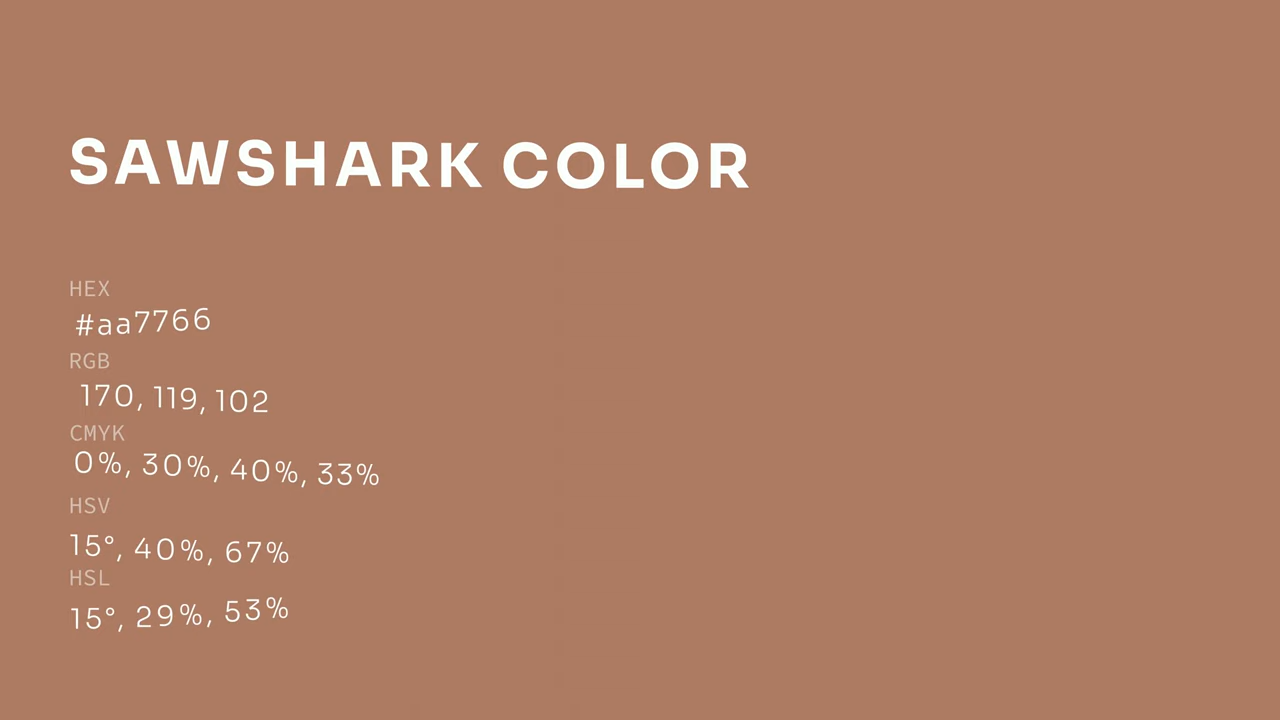 SAWSHARK COLOR
HEX
#aa7766
RGB
170, 119, 102
CMYK
0%, 30%, 40%, 33%
HSV
15°, 40%, 67%
HSL
15°, 29%, 53%